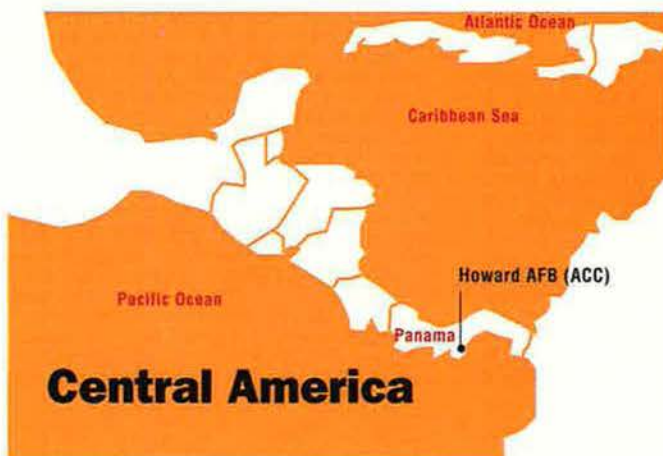 Atlantic Ocean
Caribbean Sea
Howard AFB (ACC)
Pacific Ocean
Panama
Central America